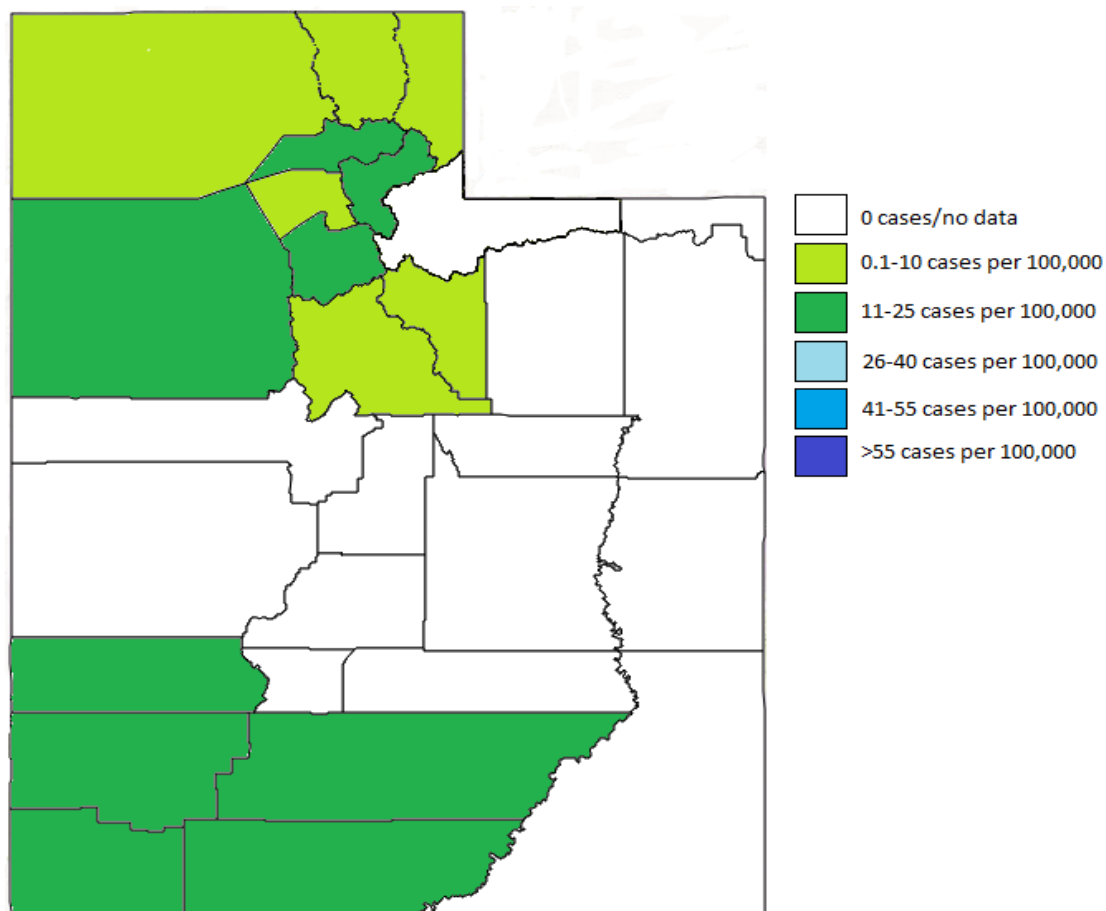 0 cases/no data
0.1-10 cases per 100,000
11-25 cases per 100,000
26-40 cases per 100,000
41-55 cases per 100,000
>55 cases per 100,000